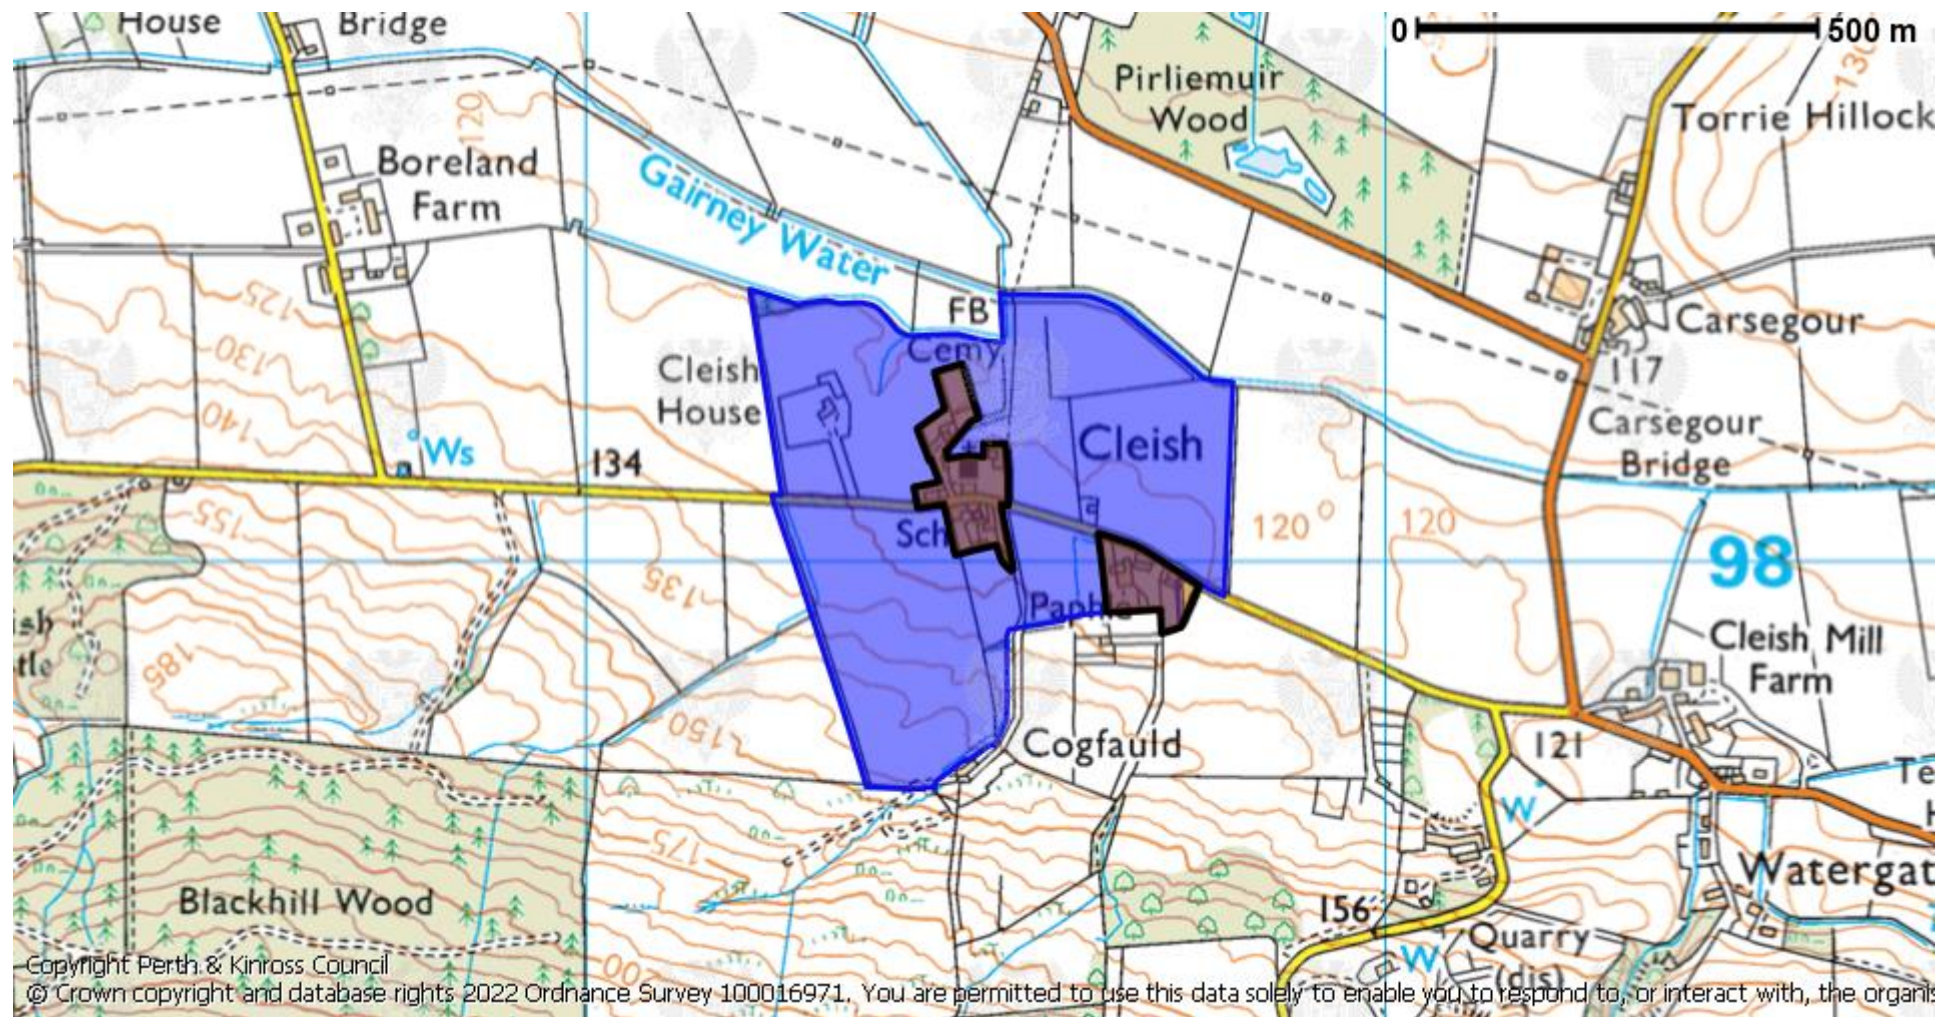 House
Bridge
0
500 m
130
Pirliemuir
Wood
Torrie Hillock
120
Boreland
Farm
Gairney Water
125
FB
Carsegour
130
Cemy
117
Cleish
House
140
Carsegour
Bridge
Cleish
Ws
134
155
Sch
120
120
98
135
Cleish Mill
Farm
185
150
Cogfauld
121
Te
W
175
Blackhill Wood
Watergat
156
Quarry
(dis)
W
200
Copyright Perth & Kinross Council
© Crown copyright and database rights 2022 Ordnance Survey 100016971. You are permitted to use this data solely to enable you to respond to, or interact with, the organis